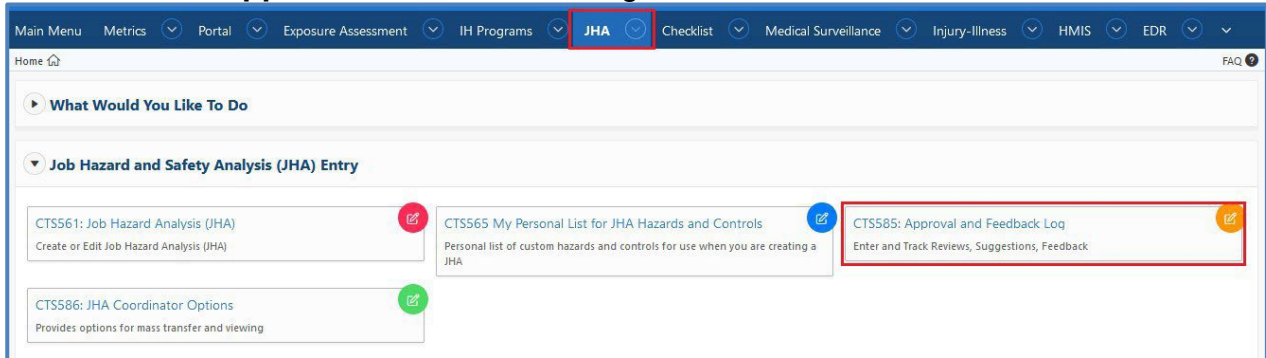 Main Menu Metrics Portal Exposure Assessment IH Programs JHA Checklist Medical Surveillance Injury-Illness HMIS EDR
Home FAQ ?
What Would You Like To Do
Job Hazard and Safety Analysis (JHA) Entry
CTS561: Job Hazard Analysis (JHA)
Create or Edit Job Hazard Analysis (JHA)
CTS565 My Personal List for JHA Hazards and Controls
Personal list of custom hazards and controls for use when you are creating a
JHA
CTS585: Approval and Feedback Log
Enter and Track Reviews, Suggestions, Feedback
CTS586: JHA Coordinator Options
Provides options for mass transfer and viewing